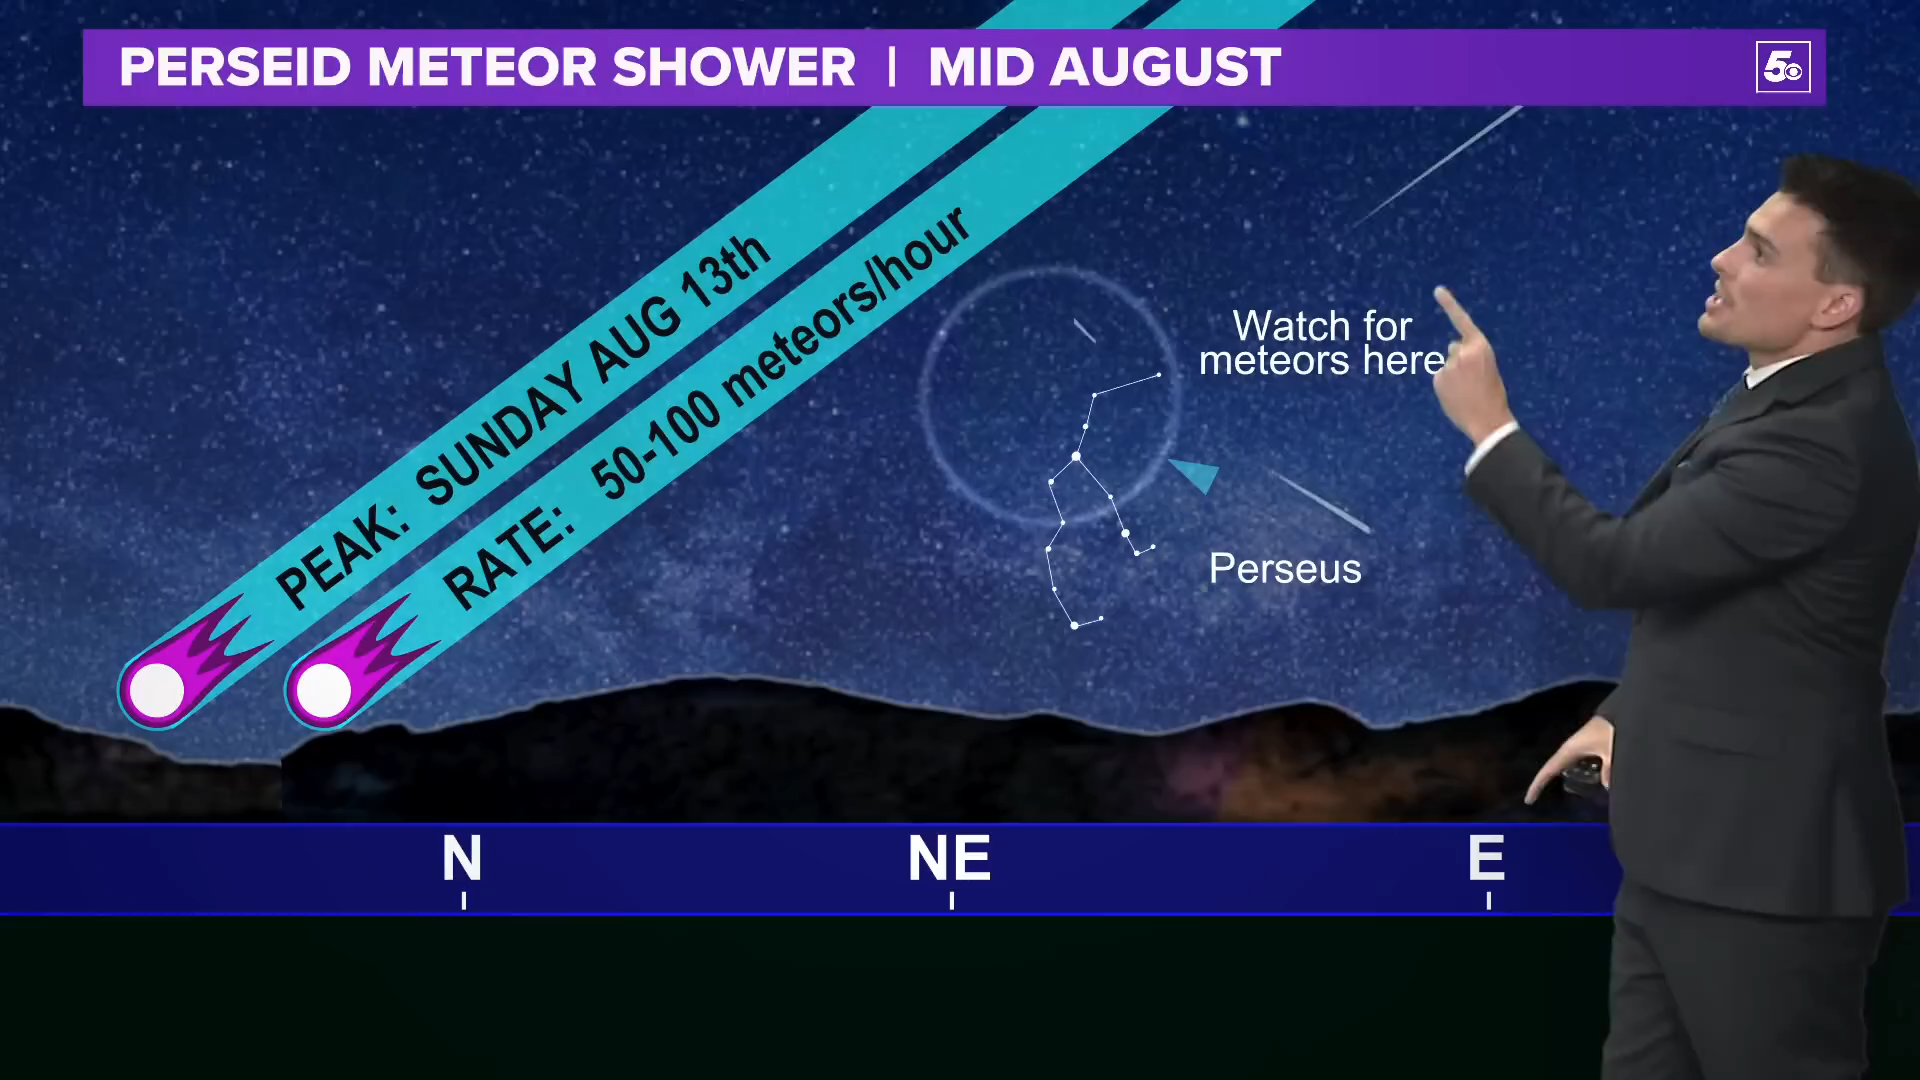 PERSEID METEOR SHOWER | MID AUGUST
5
PEAK: SUNDAY AUG 13th
RATE: 50-100 meteors/hour
Watch for
meteors here
Perseus
N NE E